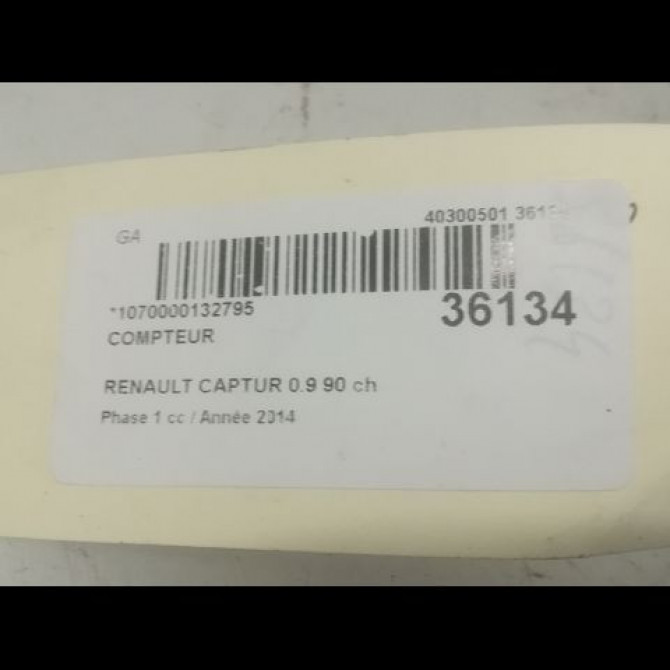 40300501
GA
*1070000132795
36134
COMPTEUR
RENAULT CAPTUR 0.9 90 ch
Phase 1 cc / Année 2014